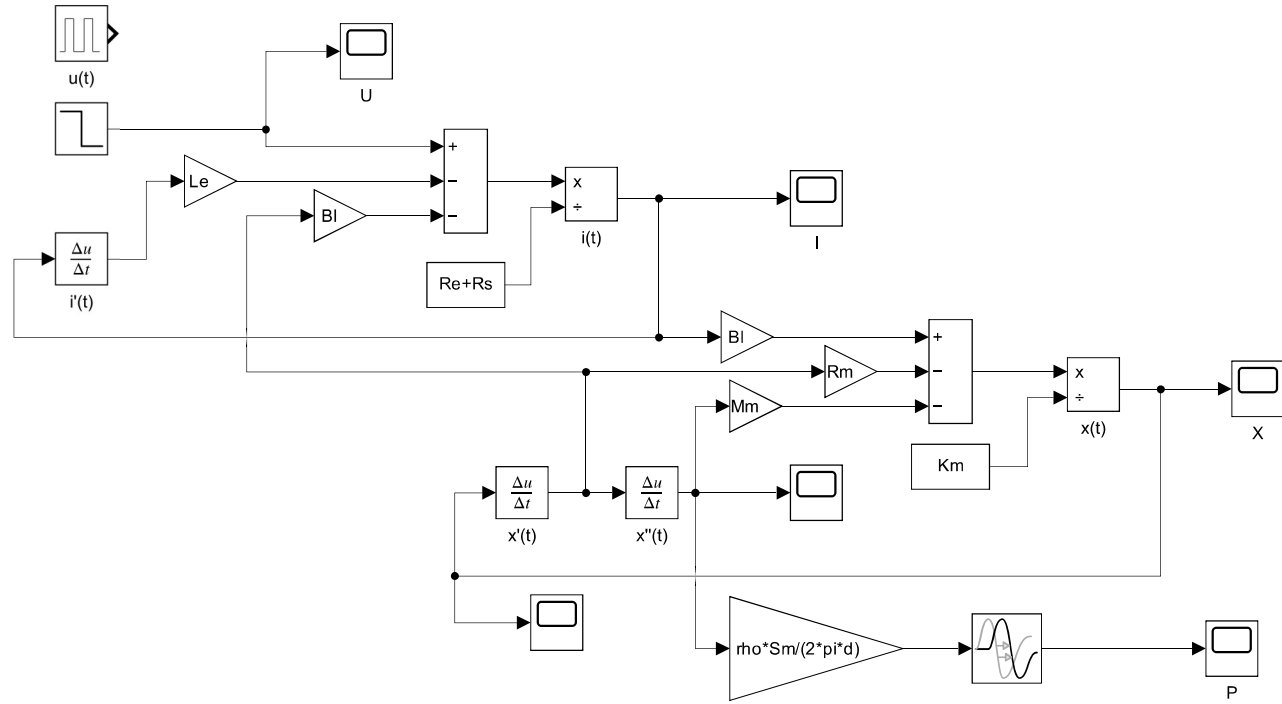 u(t)
U
+
Le
−
x
Bl
−
÷
i(t)
I
Δu
Δt
i'(t)
Re+Rs
Bl
+
Rm
−
x
Mm
−
÷
x(t)
X
Km
Δu
Δt
x'(t)
Δu
Δt
x''(t)
rho*Sm/(2*pi*d)
P